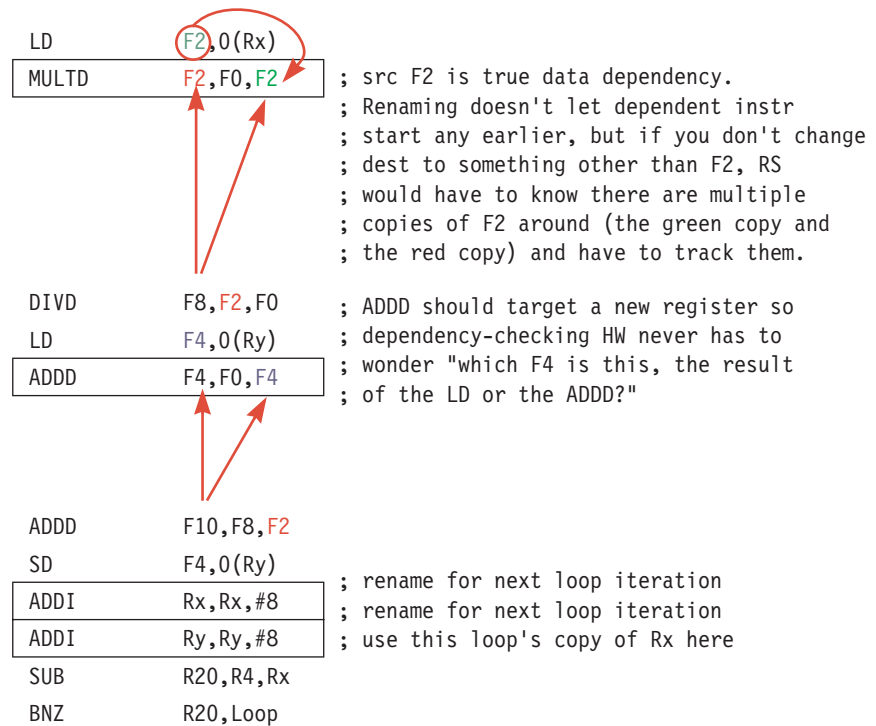 LD F2,0(Rx)
MULTD F2,F0,F2 ; src F2 is true data dependency.
; Renaming doesn't let dependent instr
; start any earlier, but if you don't change
; dest to something other than F2, RS
; would have to know there are multiple
; copies of F2 around (the green copy and
; the red copy) and have to track them.
DIVD F8,F2,F0 ; ADDD should target a new register so
LD F4,0(Ry) ; dependency-checking HW never has to
ADDD F4,F0,F4 ; wonder "which F4 is this, the result
; of the LD or the ADDD?"
ADDD F10,F8,F2
SD F4,0(Ry) ; rename for next loop iteration
ADDI Rx,Rx,#8 ; rename for next loop iteration
ADDI Ry,Ry,#8 ; use this loop's copy of Rx here
SUB R20,R4,Rx
BNZ R20,Loop